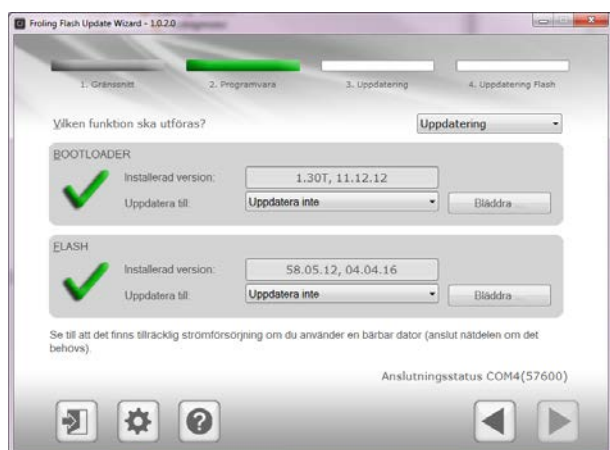 Froling Flash Update Wizard - 1.0.2.0
1. Gränssnitt 2. Programvara 3. Uppdatering 4. Uppdatering Flash
Vilken funktion ska utföras? Uppdatering
BOOTLOADER
Installerad version: 1.30T, 11.12.12
Uppdatera till: Uppdatera inte Bläddra ...
FLASH
Installerad version: 58.05.12, 04.04.16
Uppdatera till: Uppdatera inte Bläddra ...
Se till att det finns tillräcklig strömförsörjning om du använder en bärbar dator (anslut nätdelen om det
behövs).
Anslutningsstatus COM4(57600)